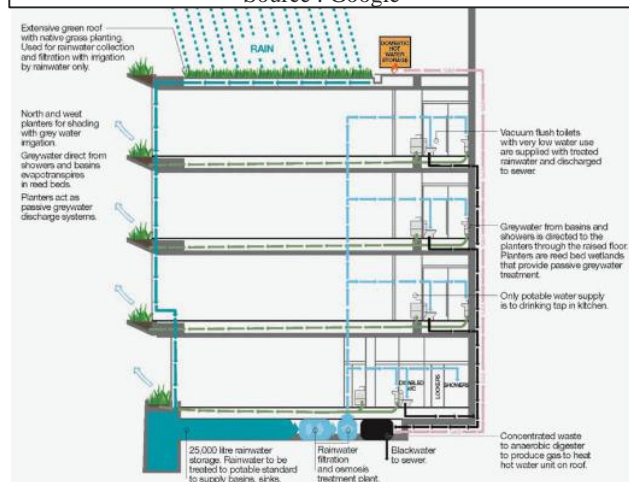 Source : Google
Extensive green roof
with native grass planting.
Used for rainwater collection
and filtration with irrigation
by rainwater only.
RAIN
DOMESTIC
HOT
WATER
STORAGE
North and west
planters for shading
with grey water
irrigation.
Greywater direct from
showers and basins
evapotranspires
in reed beds.
Planters act as
passive greywater
discharge systems.
Vacuum flush toilets
with very low water use
are supplied with treated
rainwater and discharged
to sewer.
Greywater from basins and
showers is directed to the
planters through the raised floor.
Planters are reed bed wetlands
that provide passive greywater
treatment.
Only potable water supply
is to drinking tap in kitchen.
DISABLED
WC
LOCKERS
SHOWERS
25,000 litre rainwater
storage. Rainwater to be
treated to potable standard
to supply basins, sinks,
Rainwater
filtration
and osmosis
treatment plant.
Blackwater
to sewer.
Concentrated waste
to anaerobic digester
to produce gas to heat
hot water unit on roof.